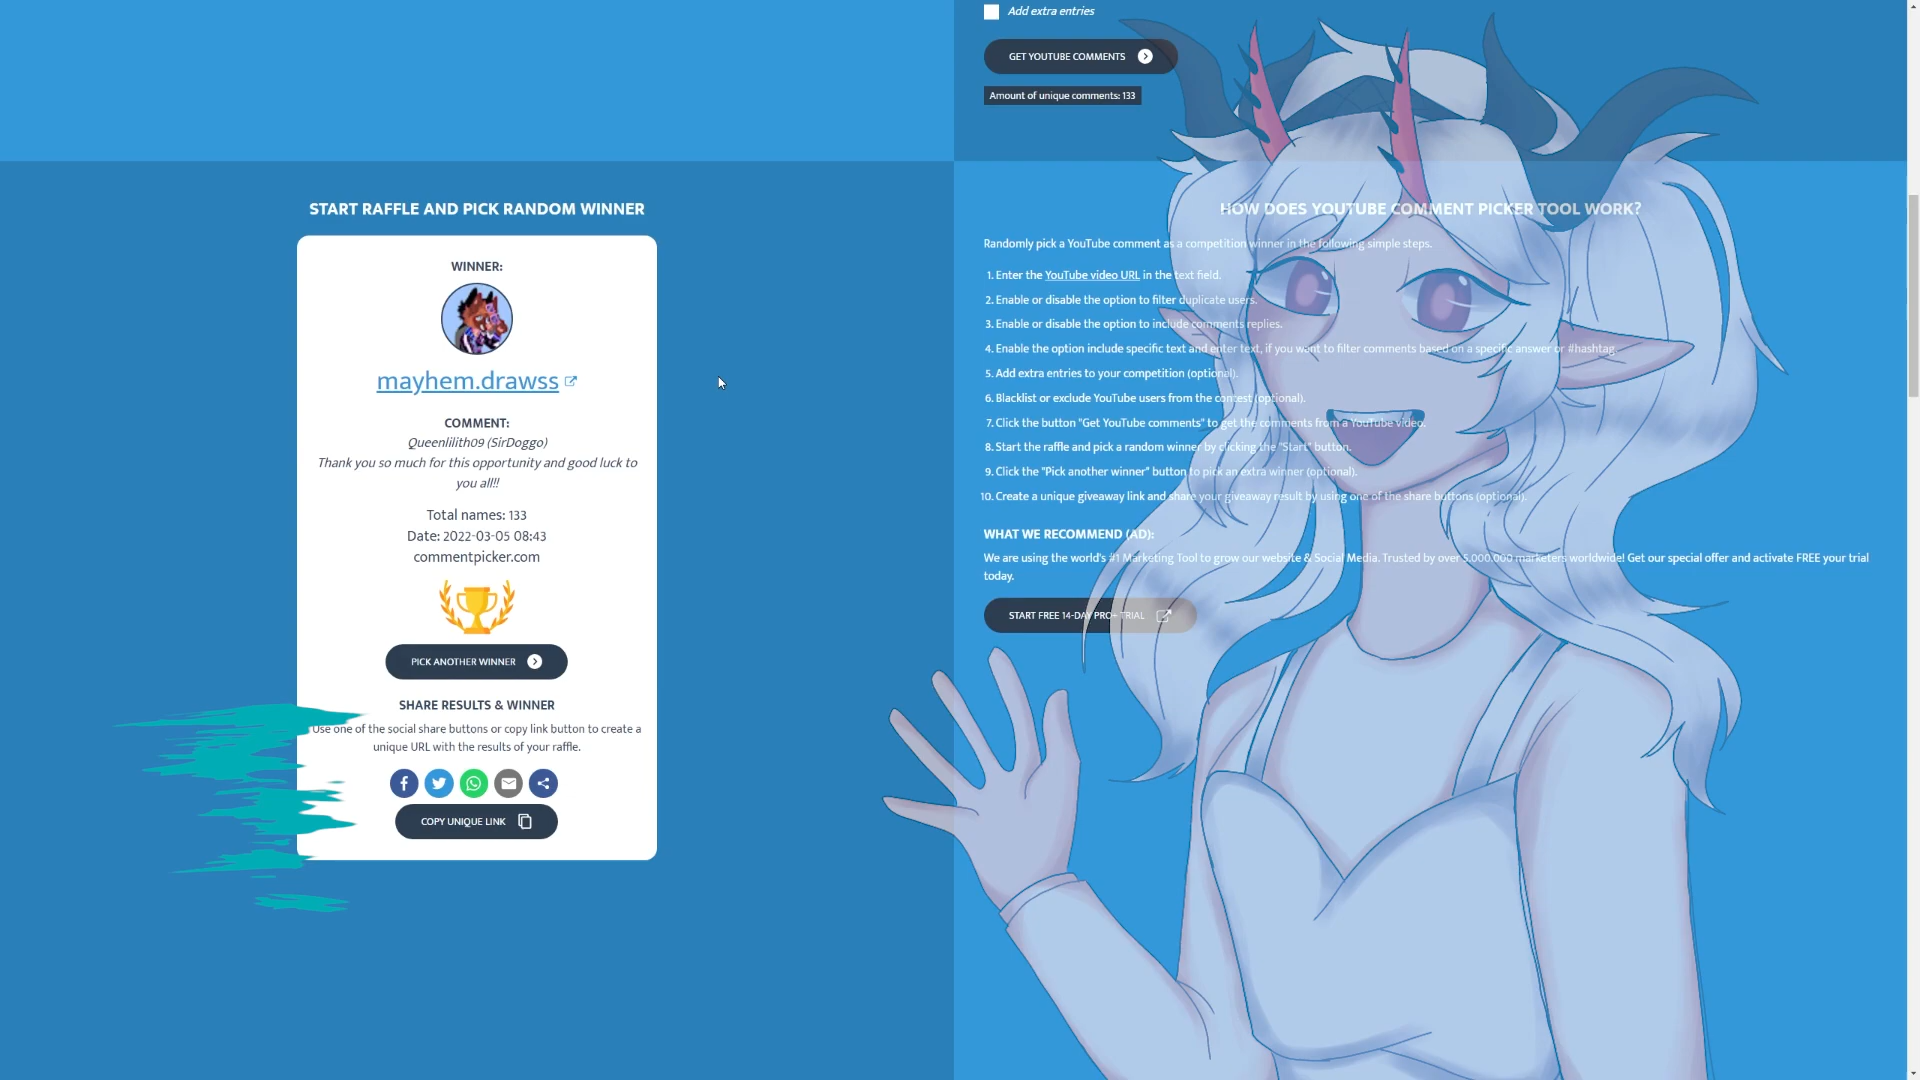 Add extra entries
GET YOUTUBE COMMENTS
Amount of unique comments: 133
START RAFFLE AND PICK RANDOM WINNER
WINNER:
mayhem.drawss
COMMENT:
Queenlilith09 (SirDoggo)
Thank you so much for this opportunity and good luck to
you all!!
Total names: 133
Date: 2022-03-05 08:43
commentpicker.com
PICK ANOTHER WINNER
SHARE RESULTS & WINNER
Use one of the social share buttons or copy link button to create a
unique URL with the results of your raffle.
COPY UNIQUE LINK
HOW DOES YOUTUBE COMMENT PICKER TOOL WORK?
Randomly pick a YouTube comment as a competition winner in the following simple steps.
1. Enter the YouTube video URL in the text field.
2. Enable or disable the option to filter duplicate users.
3. Enable or disable the option to include comments replies.
4. Enable the option include specific text and enter text, if you want to filter comments based on a specific answer or #hashtag.
5. Add extra entries to your competition (optional).
6. Blacklist or exclude YouTube users from the contest (optional).
7. Click the button "Get YouTube comments" to get the comments from a YouTube video.
8. Start the raffle and pick a random winner by clicking the "Start" button.
9. Click the "Pick another winner" button to pick an extra winner (optional).
10. Create a unique giveaway link and share your giveaway result by using one of the share buttons (optional).
WHAT WE RECOMMEND (AD):
We are using the world's #1 Marketing Tool to grow our website & Social Media. Trusted by over 5.000.000 marketers worldwide! Get our special offer and activate FREE your trial
today.
START FREE 14-DAY PRO+ TRIAL